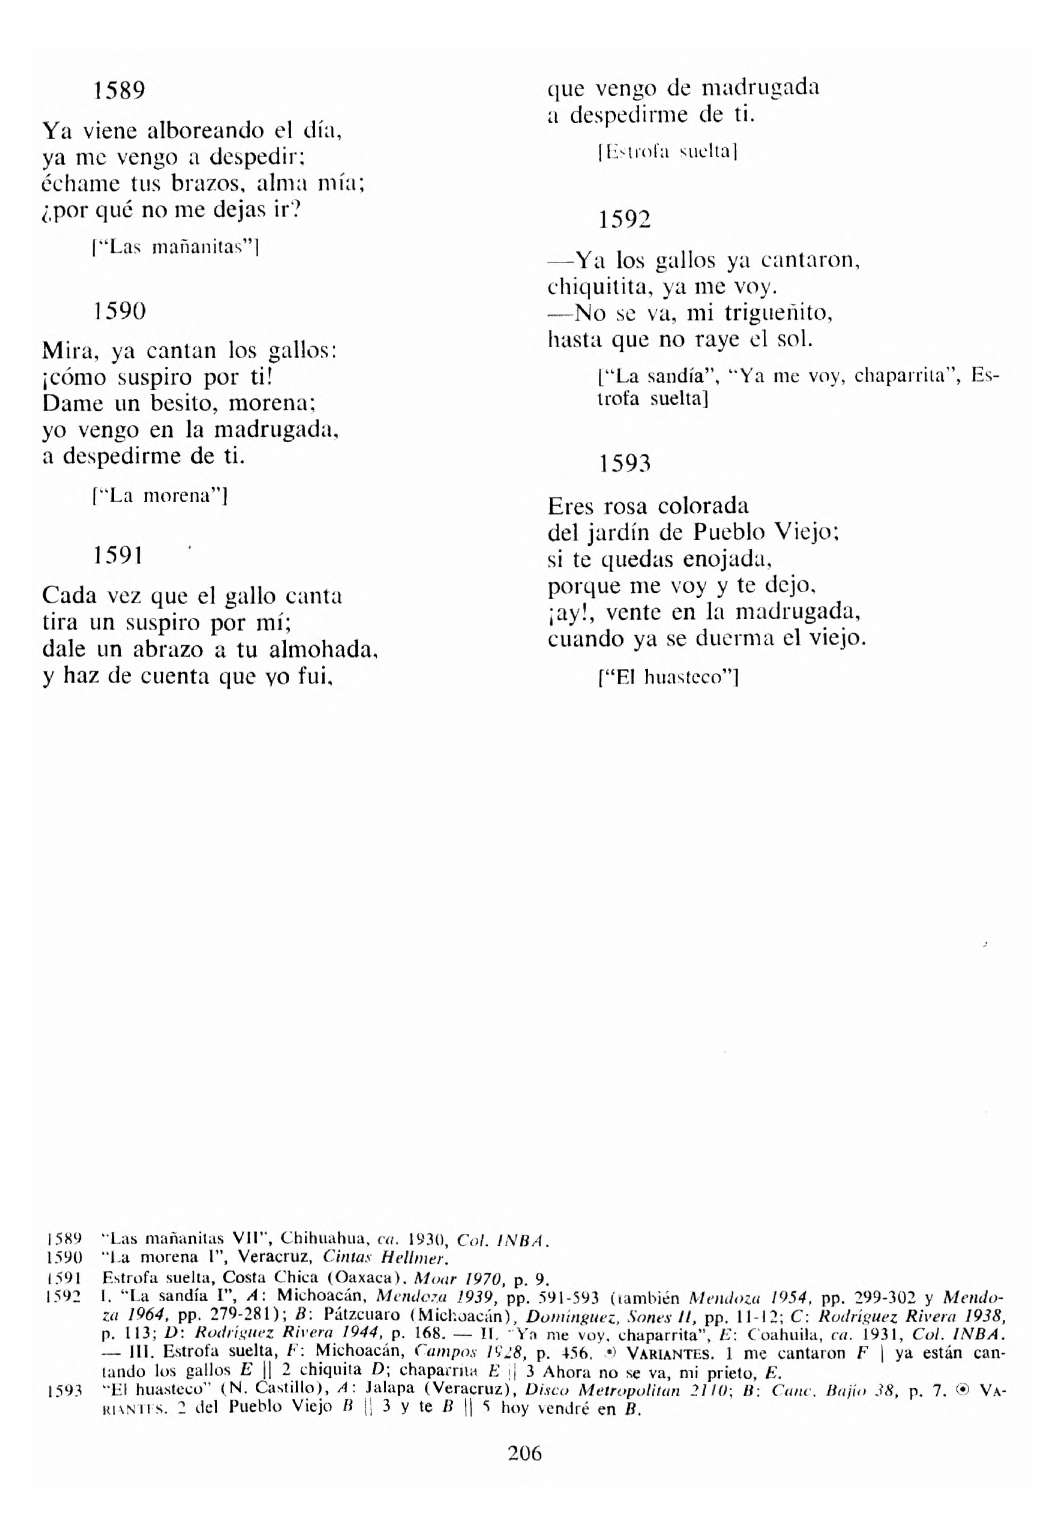 1589
Ya viene alboreando el día,
ya me vengo a despedir;
échame tus brazos, alma mía;
¿por qué no me dejas ir?
[“Las mañanitas”]
1590
Mira, ya cantan los gallos:
¡cómo suspiro por ti!
Dame un besito, morena;
yo vengo en la madrugada,
a despedirme de ti.
[“La morena”]
1591
Cada vez que el gallo canta
tira un suspiro por mí;
dale un abrazo a tu almohada,
y haz de cuenta que yo fui,
que vengo de madrugada
a despedirme de ti.
[Estrofa suelta]
1592
—Ya los gallos ya cantaron,
chiquitita, ya me voy.
—No se va, mi trigueñito,
hasta que no raye el sol.
[“La sandía”, “Ya me voy, chaparrita”, Es-
trofa suelta]
1593
Eres rosa colorada
del jardín de Pueblo Viejo;
si te quedas enojada,
porque me voy y te dejo,
¡ay!, vente en la madrugada,
cuando ya se duerma el viejo.
[“El huasteco”]
1589 “Las mañanitas VII”, Chihuahua, ca. 1930, Col. INBA.
1590 “La morena I”, Veracruz, Cintas Hellmer.
1591 Estrofa suelta, Costa Chica (Oaxaca). Moar 1970, p. 9.
1592 I. “La sandía I”, A: Michoacán, Mendoza 1939, pp. 591-593 (también Mendoza 1954, pp. 299-302 y Mendo-
za 1964, pp. 279-281); B: Pátzcuaro (Michoacán), Domínguez, Sones II, pp. 11-12; C: Rodríguez Rivera 1938,
p. 113; D: Rodríguez Rivera 1944, p. 168. — II. “Ya me voy, chaparrita”, E: Coahuila, ca. 1931, Col. INBA.
— III. Estrofa suelta, F: Michoacán, Campos 1928, p. 456. ⦿ VARIANTES. 1 me cantaron F | ya están can-
tando los gallos E || 2 chiquita D; chaparrita E || 3 Ahora no se va, mi prieto, E.
1593 “El huasteco” (N. Castillo), A: Jalapa (Veracruz), Disco Metropolitan 2110; B: Canc. Bajío 38, p. 7. ⦿ VA-
RIANTES. 2 del Pueblo Viejo B || 3 y te B || 5 hoy vendré en B.
206